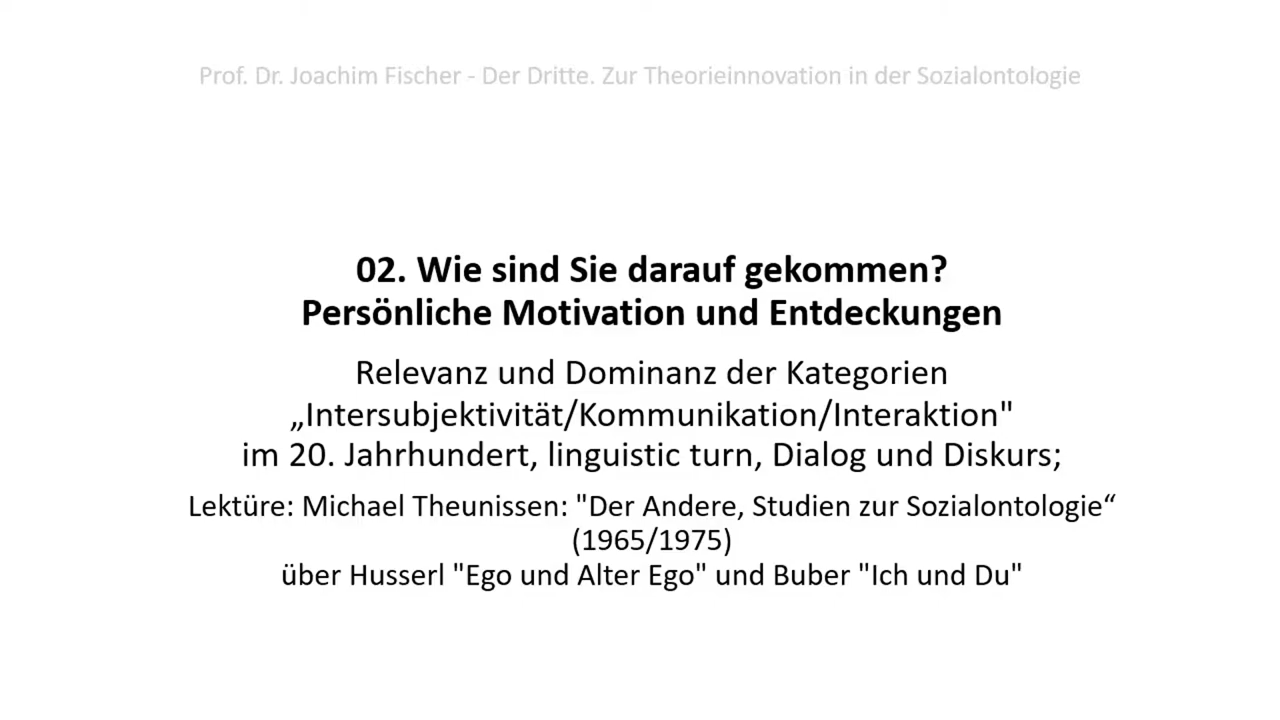 Prof. Dr. Joachim Fischer - Der Dritte. Zur Theorieinnovation in der Sozialontologie
02. Wie sind Sie darauf gekommen?
Persönliche Motivation und Entdeckungen
Relevanz und Dominanz der Kategorien
„Intersubjektivität/Kommunikation/Interaktion"
im 20. Jahrhundert, linguistic turn, Dialog und Diskurs;
Lektüre: Michael Theunissen: "Der Andere, Studien zur Sozialontologie“
(1965/1975)
über Husserl "Ego und Alter Ego" und Buber "Ich und Du"